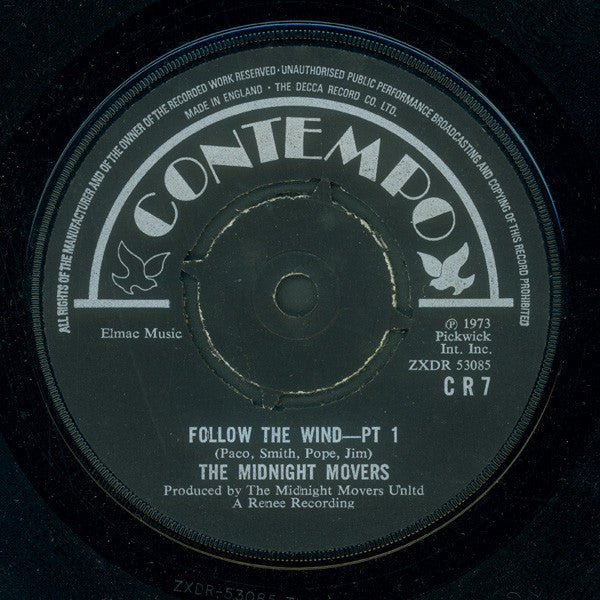 ALL RIGHTS OF THE MANUFACTURER AND OF THE OWNER OF THE RECORDED WORK RESERVED · UNAUTHORISED PUBLIC PERFORMANCE BROADCASTING AND COPYING OF THIS RECORD PROHIBITED
MADE IN ENGLAND · THE DECCA RECORD CO. LTD.
CONTEMPO
Elmac Music
℗ 1973
Pickwick
Int. Inc.
ZXDR 53085
CR7
FOLLOW THE WIND—PT 1
(Paco, Smith, Pope, Jim)
THE MIDNIGHT MOVERS
Produced by The Midnight Movers Unltd
A Renee Recording
ZXDR-53085